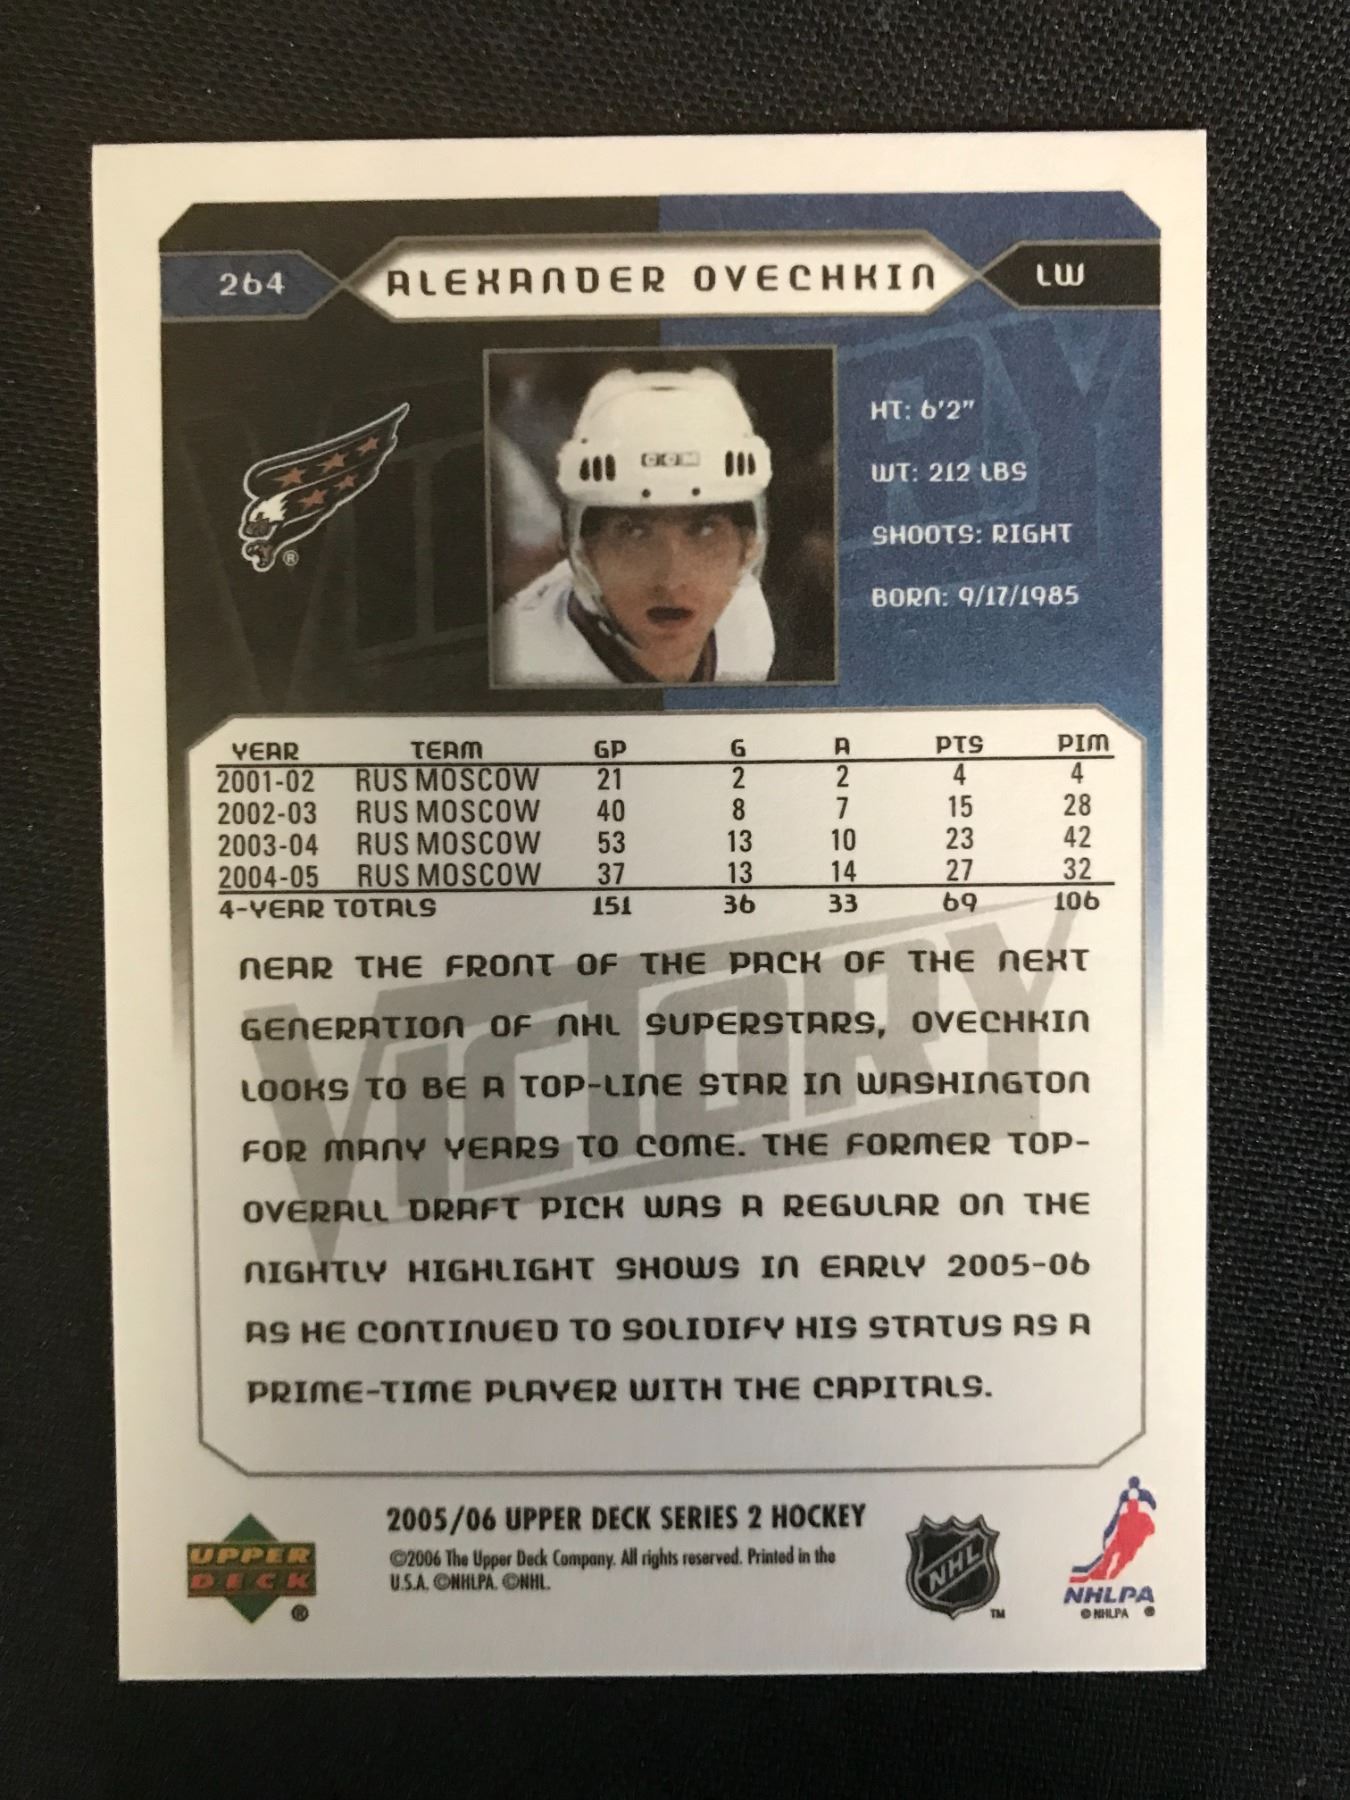 264 ALEXANDER OVECHKIN LW
CCM
HT: 6'2"
WT: 212 LBS
SHOOTS: RIGHT
BORN: 9/17/1985
®
YEAR TEAM GP G A PTS PIM
2001-02 RUS MOSCOW 21 2 2 4 4
2002-03 RUS MOSCOW 40 8 7 15 28
2003-04 RUS MOSCOW 53 13 10 23 42
2004-05 RUS MOSCOW 37 13 14 27 32
4-YEAR TOTALS 151 36 33 69 106
VICTORY
NEAR THE FRONT OF THE PACK OF THE NEXT
GENERATION OF NHL SUPERSTARS, OVECHKIN
LOOKS TO BE A TOP-LINE STAR IN WASHINGTON
FOR MANY YEARS TO COME. THE FORMER TOP-
OVERALL DRAFT PICK WAS A REGULAR ON THE
NIGHTLY HIGHLIGHT SHOWS IN EARLY 2005-06
AS HE CONTINUED TO SOLIDIFY HIS STATUS AS A
PRIME-TIME PLAYER WITH THE CAPITALS.
2005/06 UPPER DECK SERIES 2 HOCKEY
©2006 The Upper Deck Company. All rights reserved. Printed in the
U.S.A. ©NHLPA. ©NHL.
UPPER
DECK
®
NHL
TM
NHLPA
© NHLPA ®